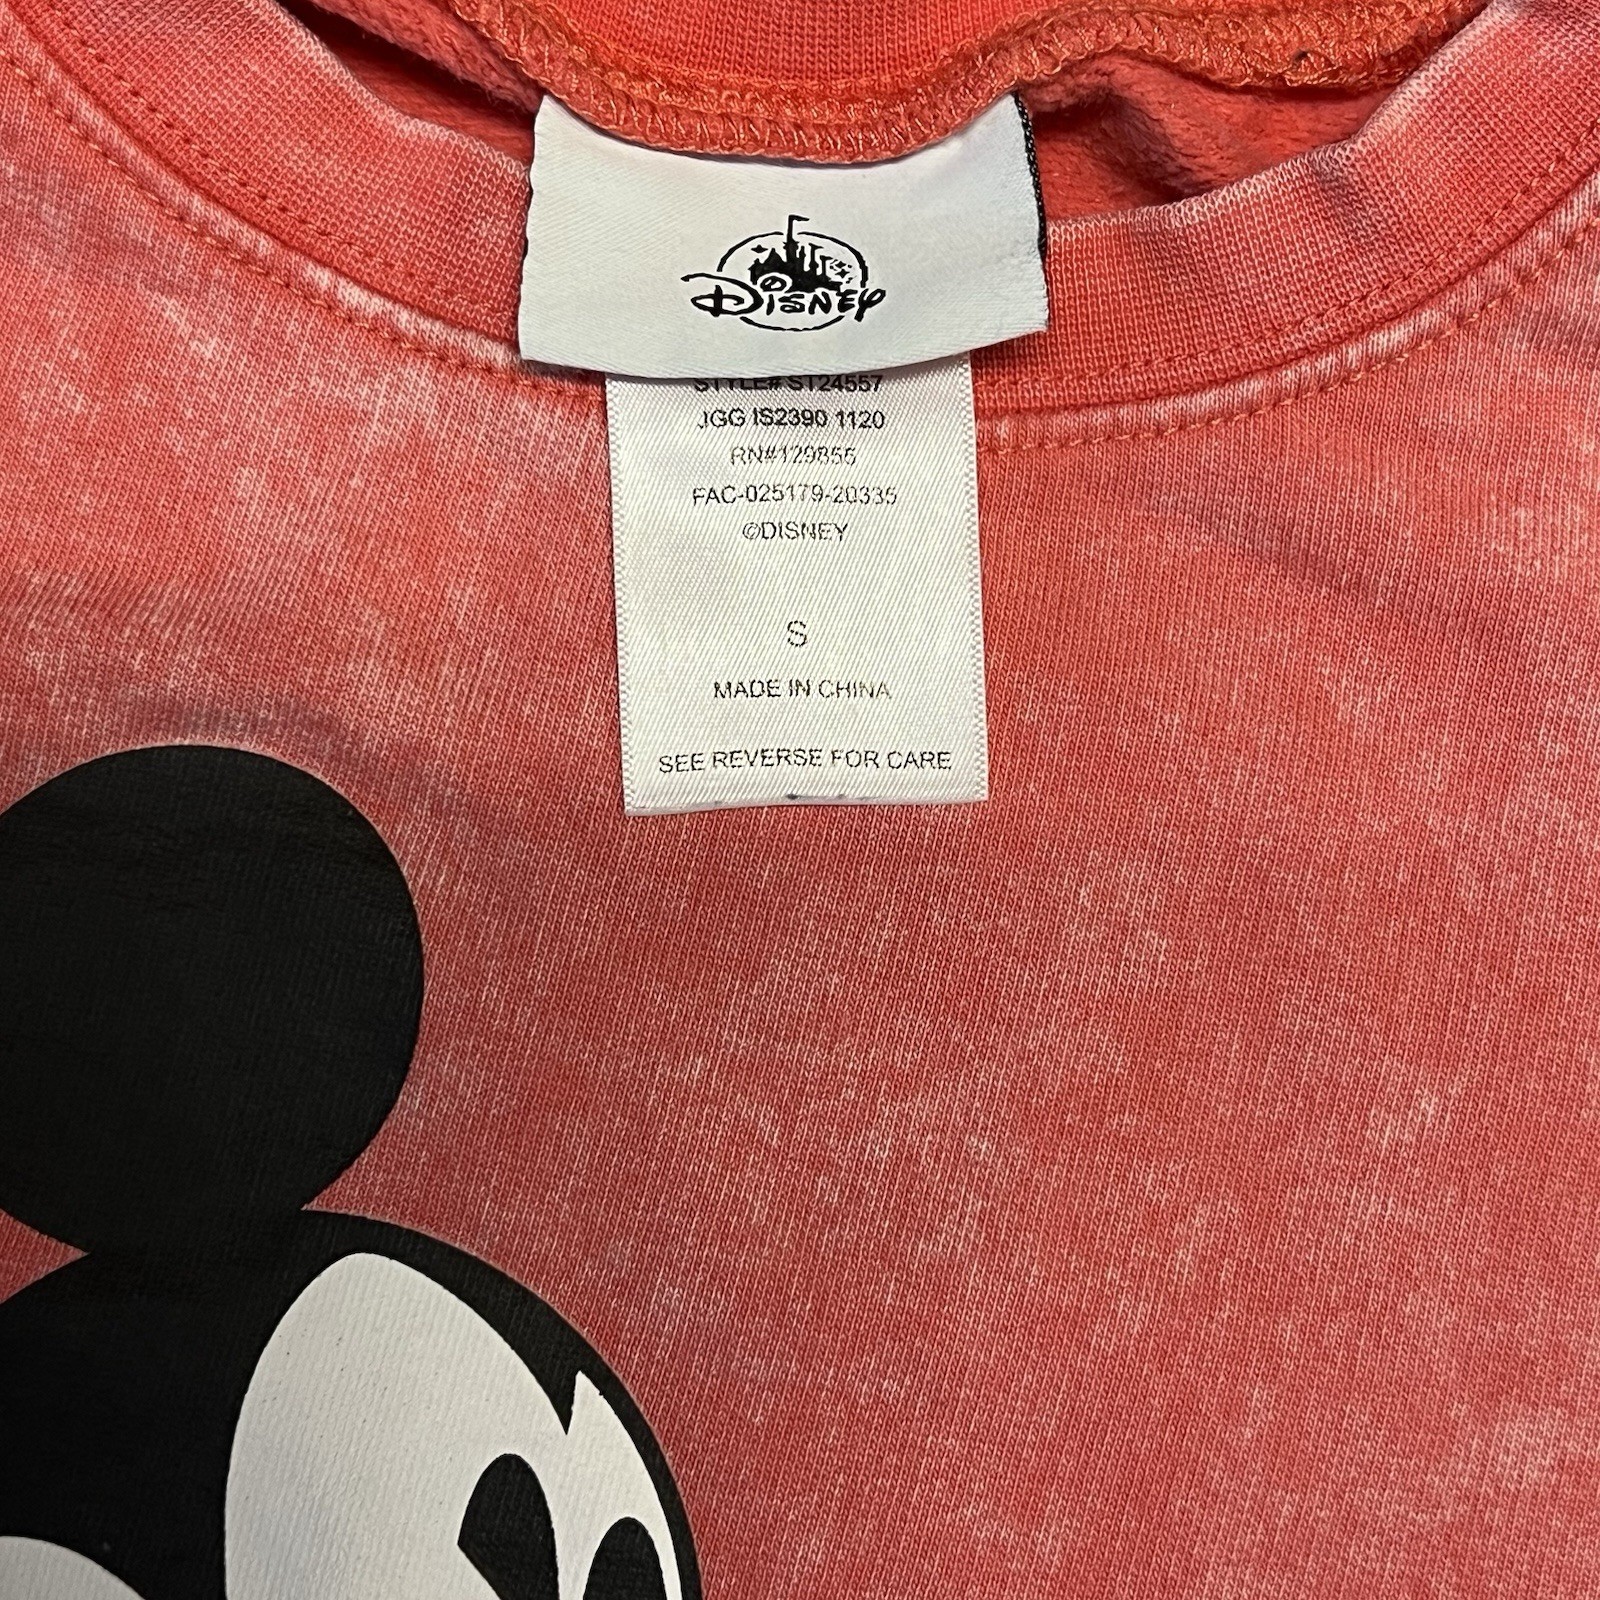 Disney
STYLE# ST24557
JGG IS2390 1120
RN#129855
FAC-025179-20335
©DISNEY
S
MADE IN CHINA
SEE REVERSE FOR CARE